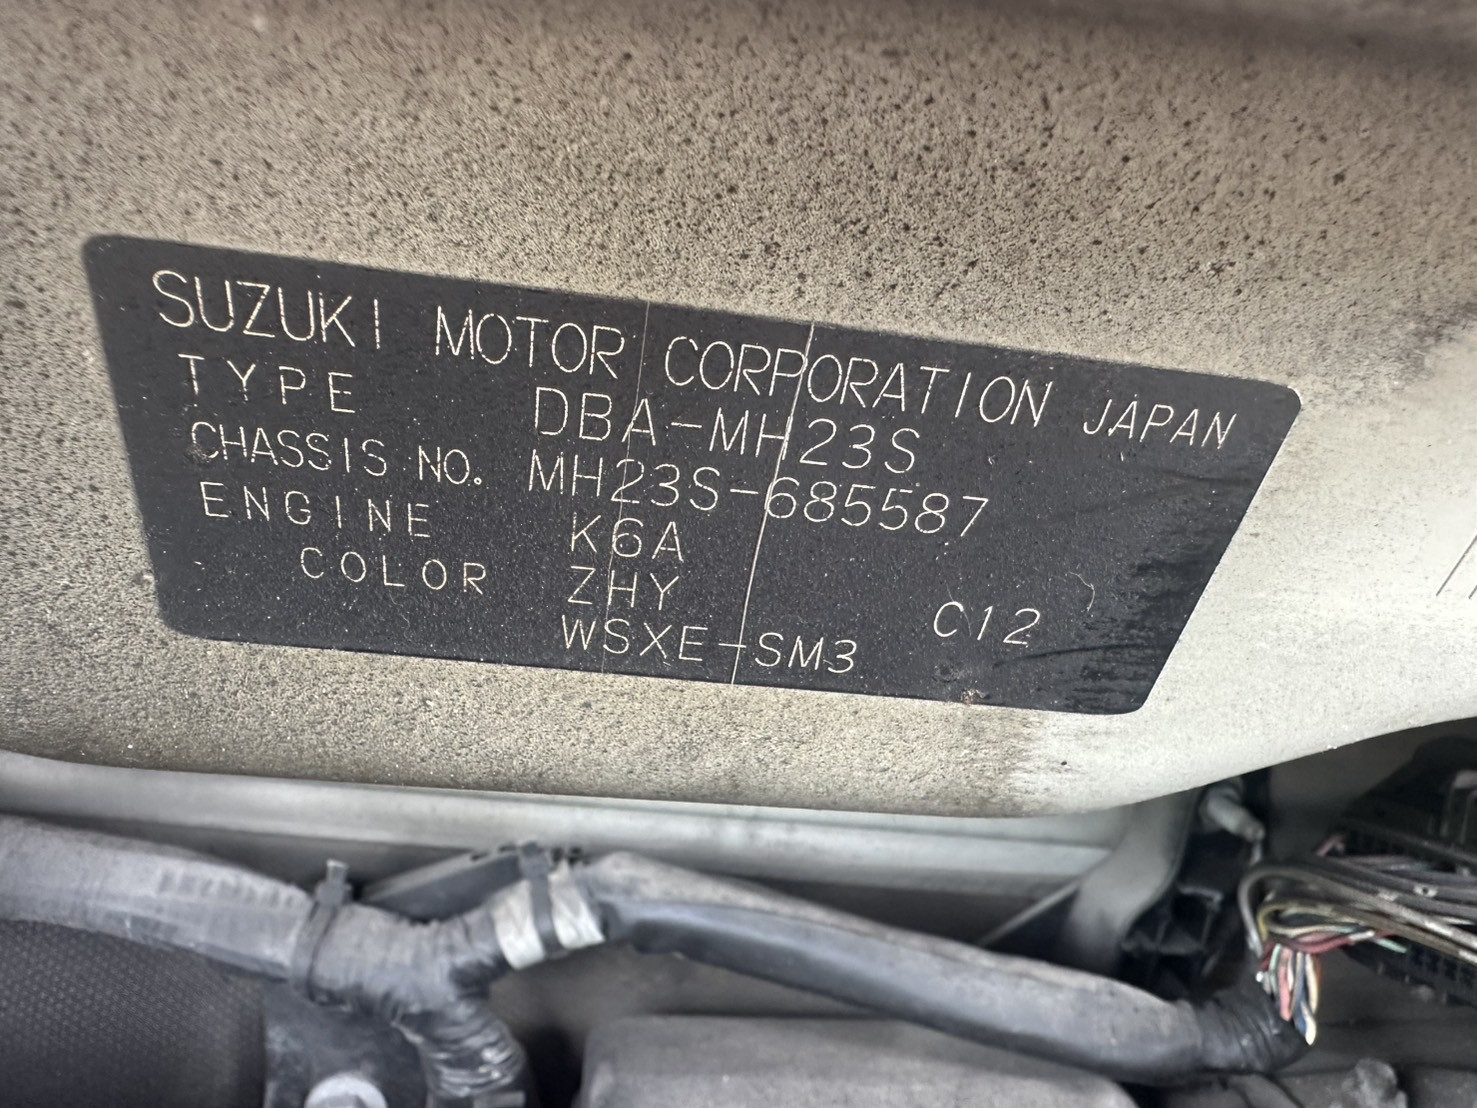 SUZUKI MOTOR CORPORATION JAPAN
TYPE DBA-MH23S
CHASSIS NO. MH23S-685587
ENGINE K6A
COLOR ZHY C12
WSXE-SM3